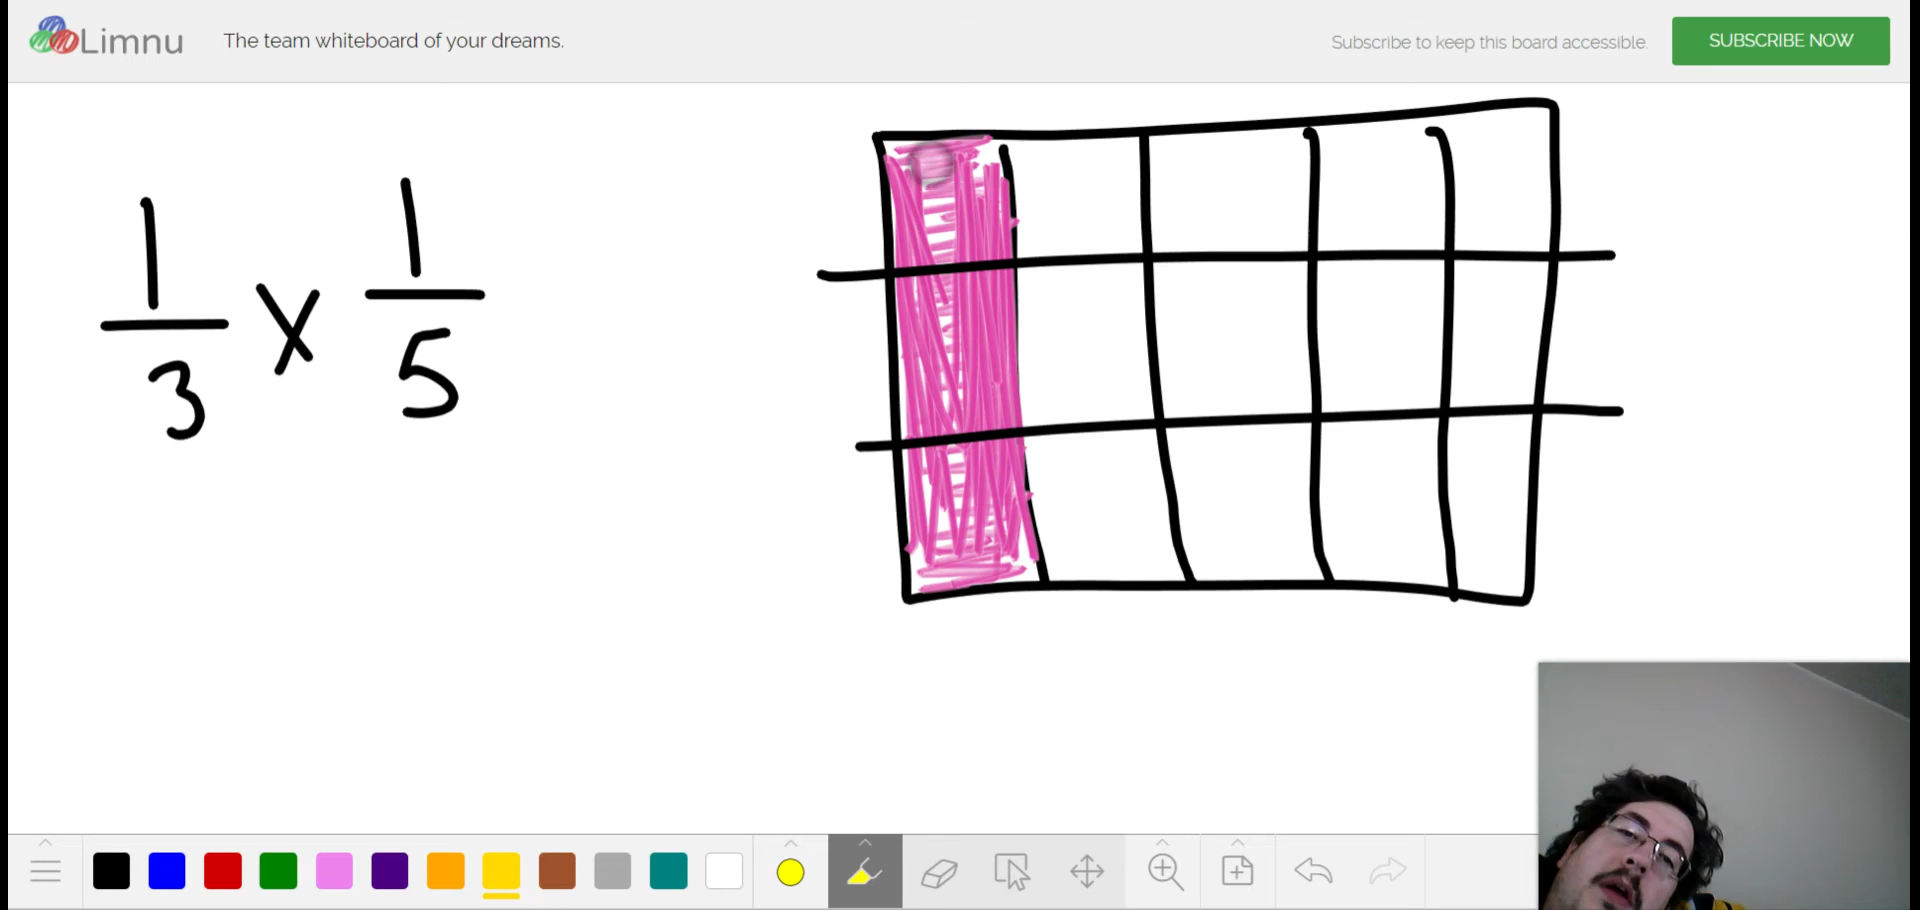 Limnu
The team whiteboard of your dreams.
Subscribe to keep this board accessible.
SUBSCRIBE NOW
1/3 x 1/5